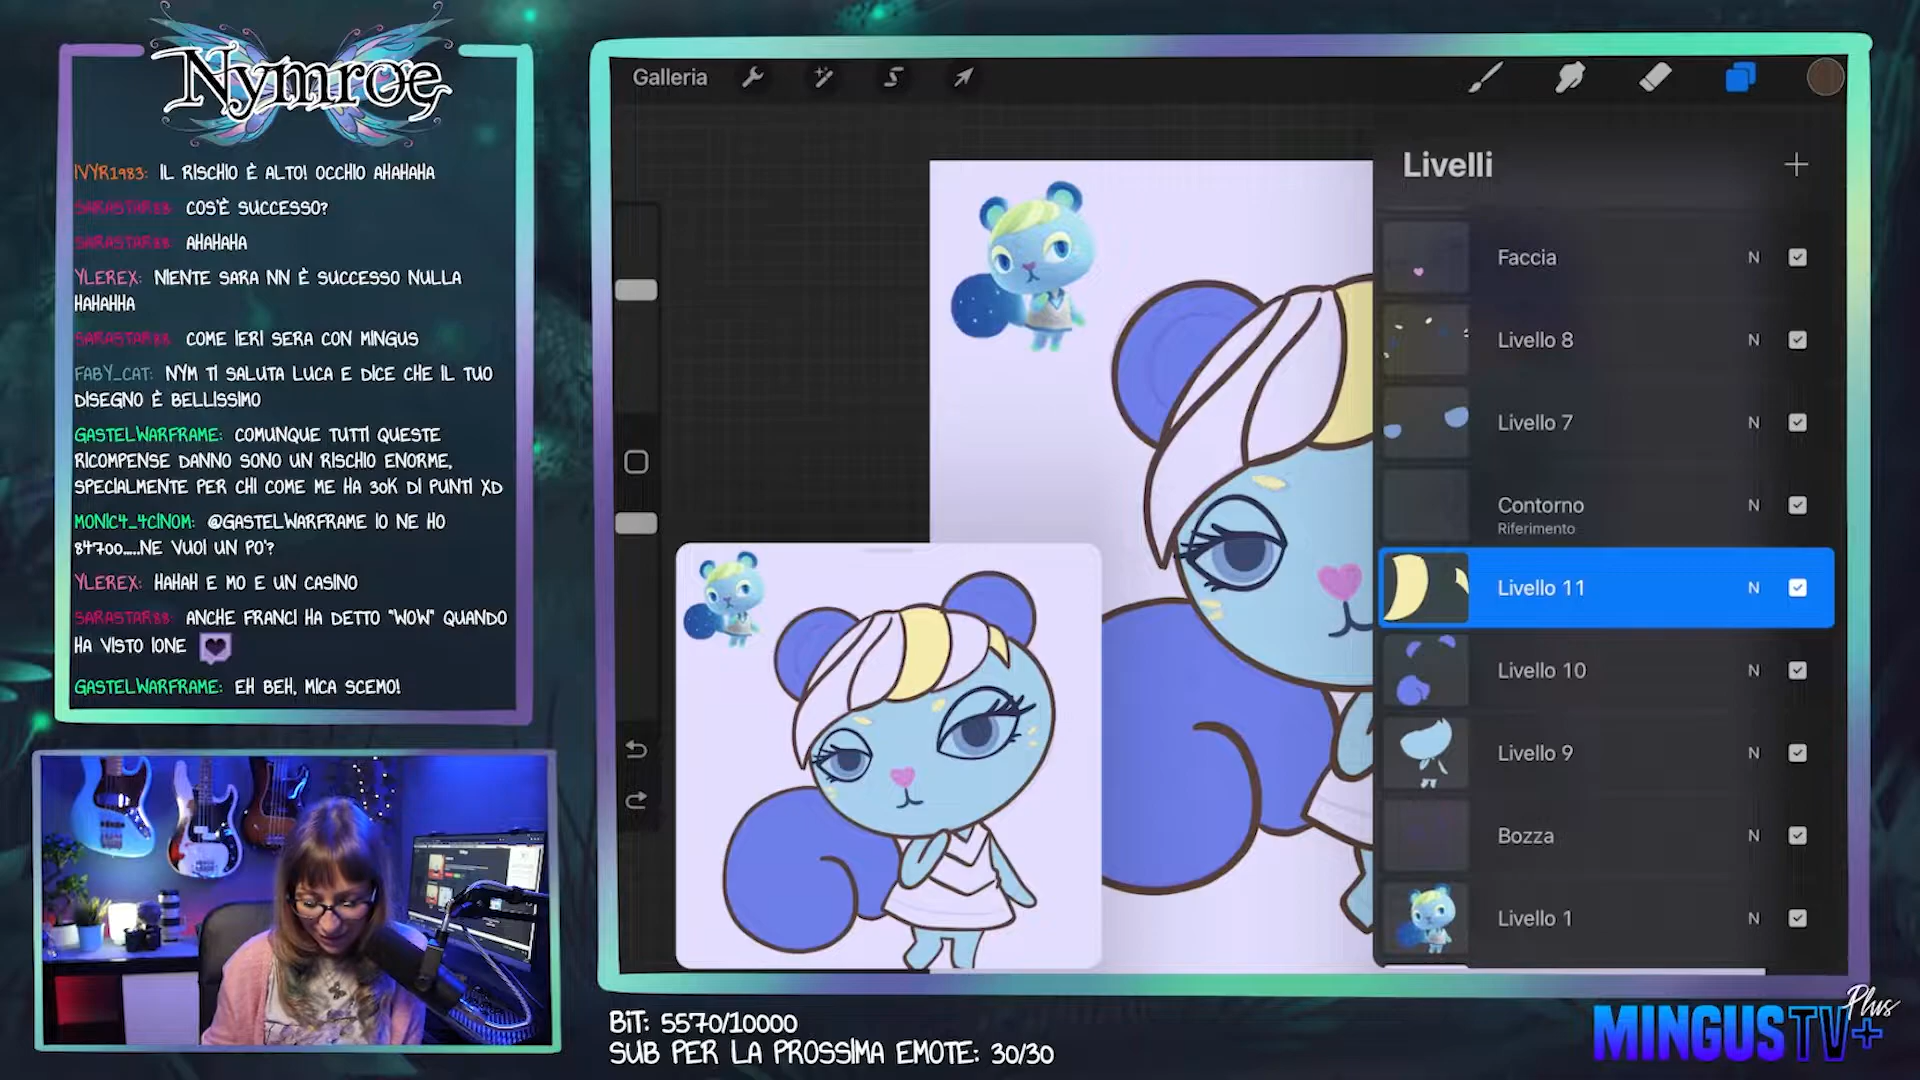 Nymroe
IVYR1983: IL RISCHIO È ALTO! OCCHIO AHAHAHA
SARASTAR88: COS'È SUCCESSO?
SARASTAR88: AHAHAHA
YLEREX: NIENTE SARA NN È SUCCESSO NULLA
HAHAHHA
SARASTAR88: COME IERI SERA CON MINGUS
FABY_CAT: NYM TI SALUTA LUCA E DICE CHE IL TUO
DISEGNO È BELLISSIMO
GASTELWARFRAME: COMUNQUE TUTTI QUESTE
RICOMPENSE DANNO SONO UN RISCHIO ENORME,
SPECIALMENTE PER CHI COME ME HA 30K DI PUNTI XD
MONIC4_4CINOM: @GASTELWARFRAME IO NE HO
84700.....NE VUOI UN PO'?
YLEREX: HAHAH E MO E UN CASINO
SARASTAR88: ANCHE FRANCI HA DETTO "WOW" QUANDO
HA VISTO IONE
GASTELWARFRAME: EH BEH, MICA SCEMO!
Galleria
Livelli
Faccia N
Livello 8 N
Livello 7 N
Contorno N
Riferimento
Livello 11 N
Livello 10 N
Livello 9 N
Bozza N
Livello 1 N
BIT: 5570/10000
SUB PER LA PROSSIMA EMOTE: 30/30
MINGUSTV+ Plus